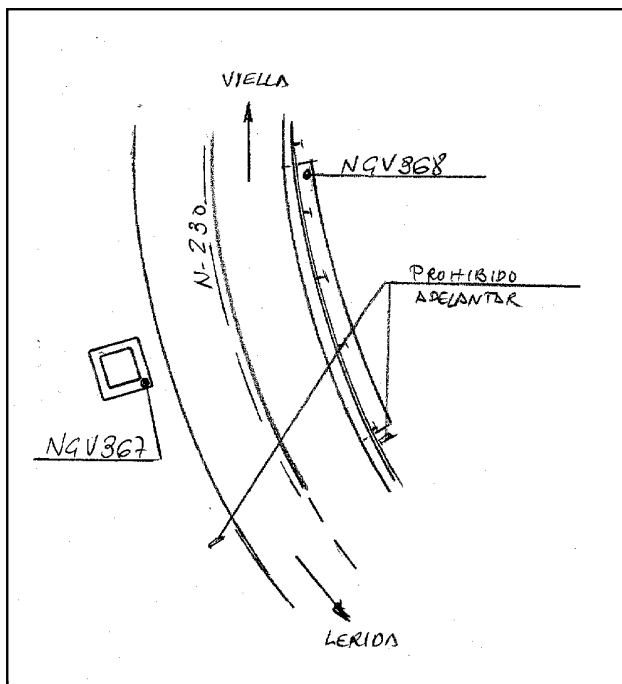 VIELLA
NGV368
N-230
PROHIBIDO
ADELANTAR
NGV367
LERIDA